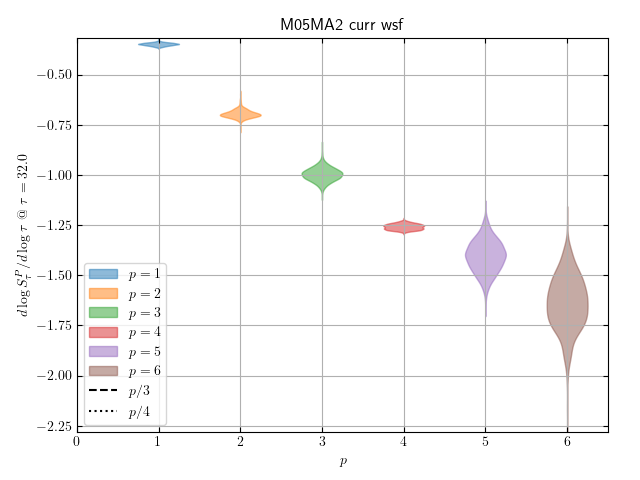 M05MA2 curr wsf
d log S_τ^P / d log τ @ τ = 32.0
−0.50
−0.75
−1.00
−1.25
−1.50
−1.75
−2.00
−2.25
p = 1
p = 2
p = 3
p = 4
p = 5
p = 6
p/3
p/4
0 1 2 3 4 5 6
p